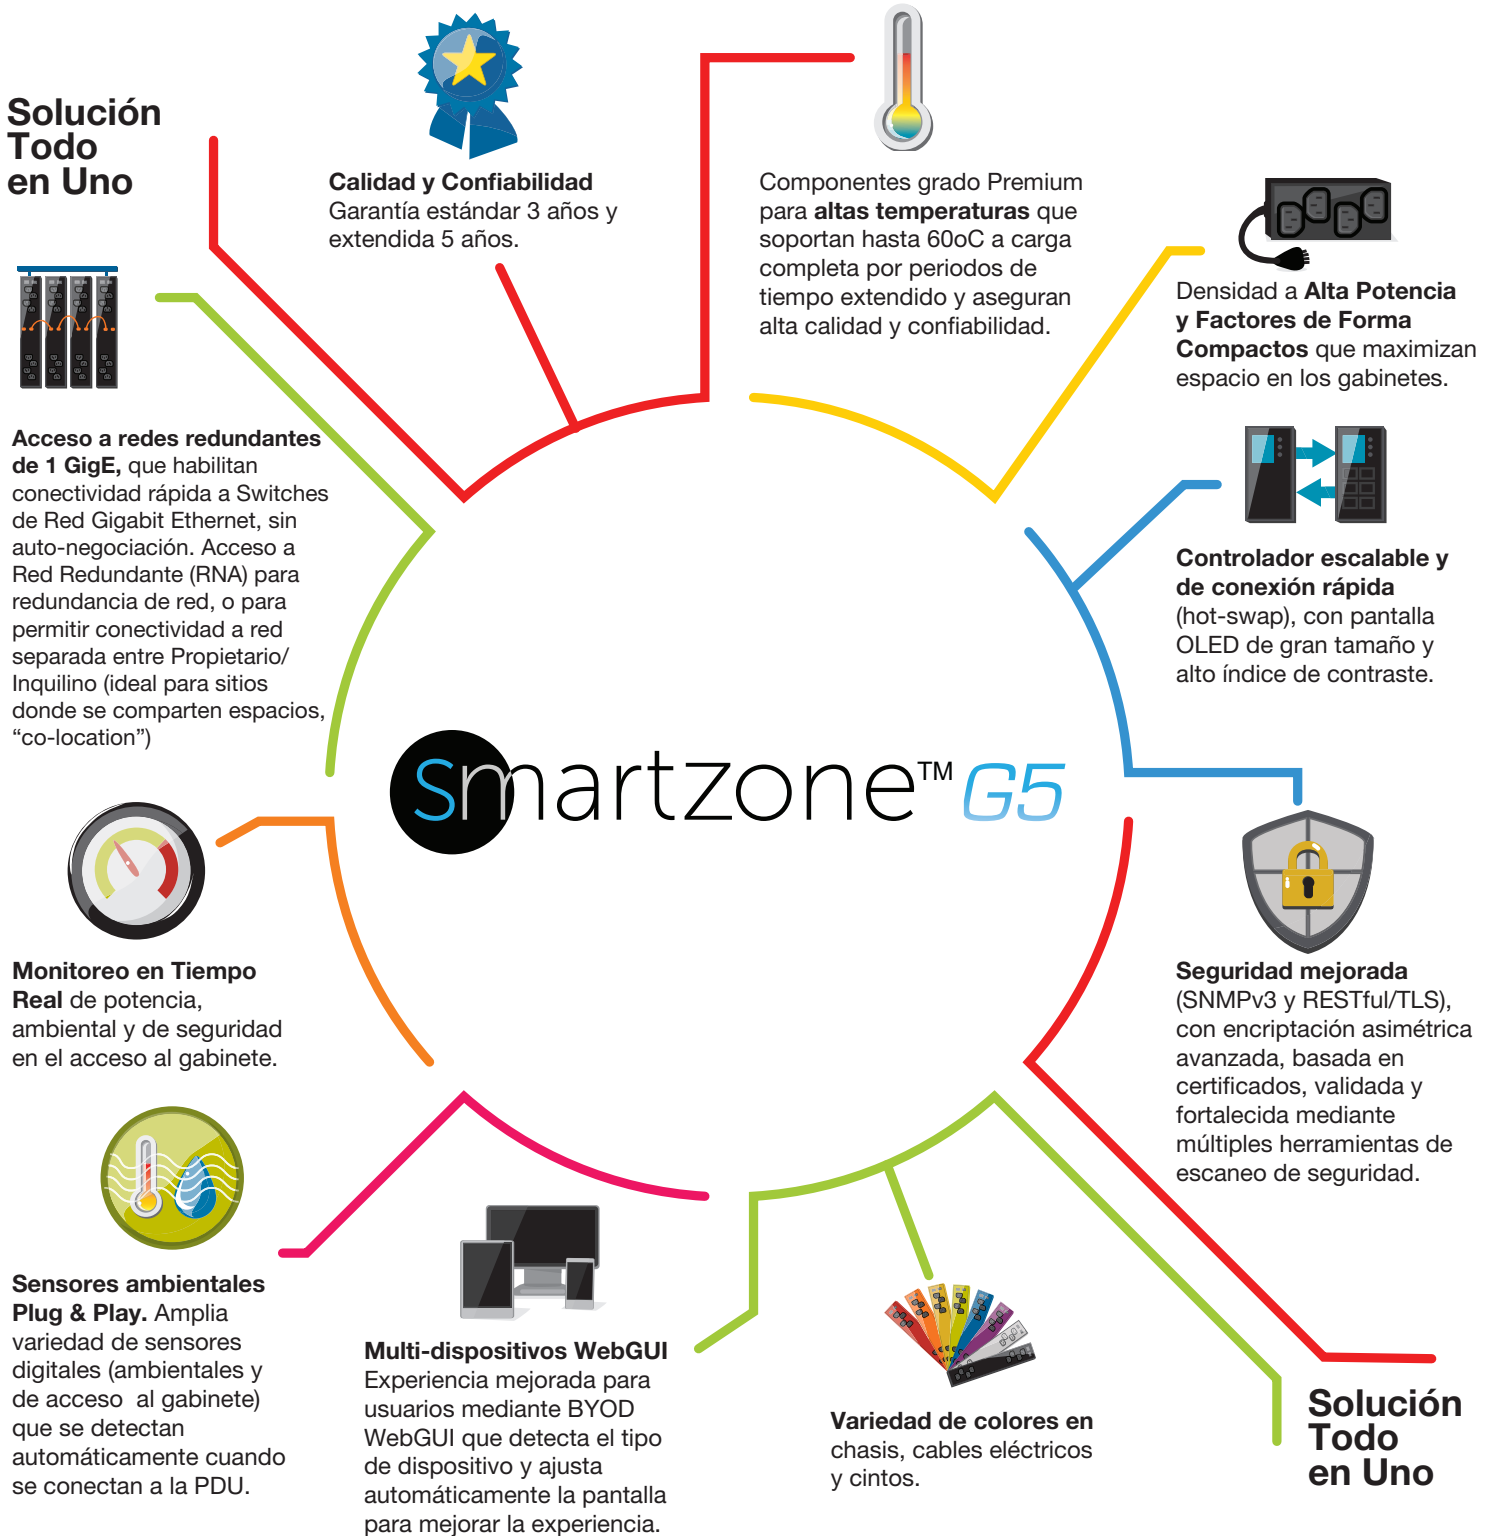 Solución
Todo
en Uno
Calidad y Confiabilidad
Garantía estándar 3 años y
extendida 5 años.
Componentes grado Premium
para altas temperaturas que
soportan hasta 60oC a carga
completa por periodos de
tiempo extendido y aseguran
alta calidad y confiabilidad.
Densidad a Alta Potencia
y Factores de Forma
Compactos que maximizan
espacio en los gabinetes.
Acceso a redes redundantes
de 1 GigE, que habilitan
conectividad rápida a Switches
de Red Gigabit Ethernet, sin
auto-negociación. Acceso a
Red Redundante (RNA) para
redundancia de red, o para
permitir conectividad a red
separada entre Propietario/
Inquilino (ideal para sitios
donde se comparten espacios,
“co-location”)
Controlador escalable y
de conexión rápida
(hot-swap), con pantalla
OLED de gran tamaño y
alto índice de contraste.
smartzone™ G5
Monitoreo en Tiempo
Real de potencia,
ambiental y de seguridad
en el acceso al gabinete.
Seguridad mejorada
(SNMPv3 y RESTful/TLS),
con encriptación asimétrica
avanzada, basada en
certificados, validada y
fortalecida mediante
múltiples herramientas de
escaneo de seguridad.
Sensores ambientales
Plug & Play. Amplia
variedad de sensores
digitales (ambientales y
de acceso al gabinete)
que se detectan
automáticamente cuando
se conectan a la PDU.
Multi-dispositivos WebGUI
Experiencia mejorada para
usuarios mediante BYOD
WebGUI que detecta el tipo
de dispositivo y ajusta
automáticamente la pantalla
para mejorar la experiencia.
Variedad de colores en
chasis, cables eléctricos
y cintos.
Solución
Todo
en Uno